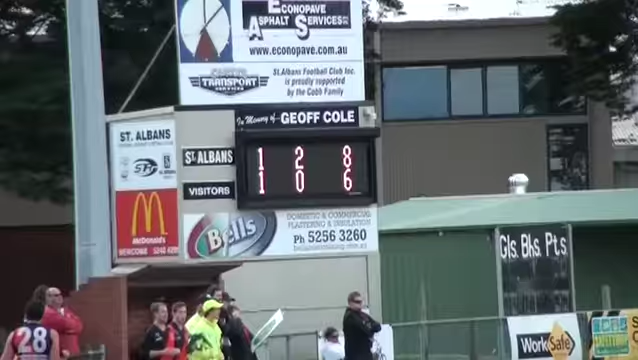 ECONOPAVE
ASPHALT SERVICES
www.econopave.com.au
TRANSPORT
St.Albans Football Club Inc.
is proudly supported
by the Cobb Family
In Memory of - GEOFF COLE
ST. ALBANS
ST. ALBANS 1 2 8
VISITORS 1 0 6
McDonald's
Bells
DOMESTIC & COMMERCIAL
PLASTERING & INSULATION
Ph 5256 3260
Gls. Bks. Pts.
WorkSafe
28